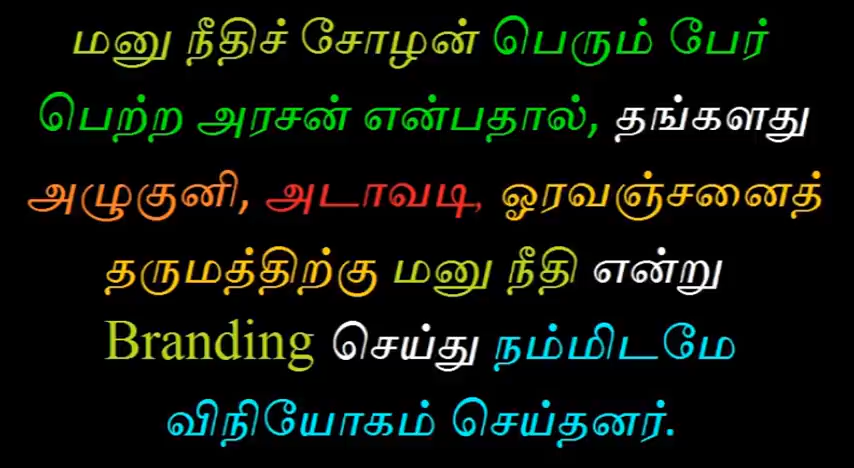 மனு நீதிச் சோழன் பெரும் பேர்
பெற்ற அரசன் என்பதால், தங்களது
அழுகுனி, அடாவடி, ஓரவஞ்சனைத்
தருமத்திற்கு மனு நீதி என்று
Branding செய்து நம்மிடமே
விநியோகம் செய்தனர்.